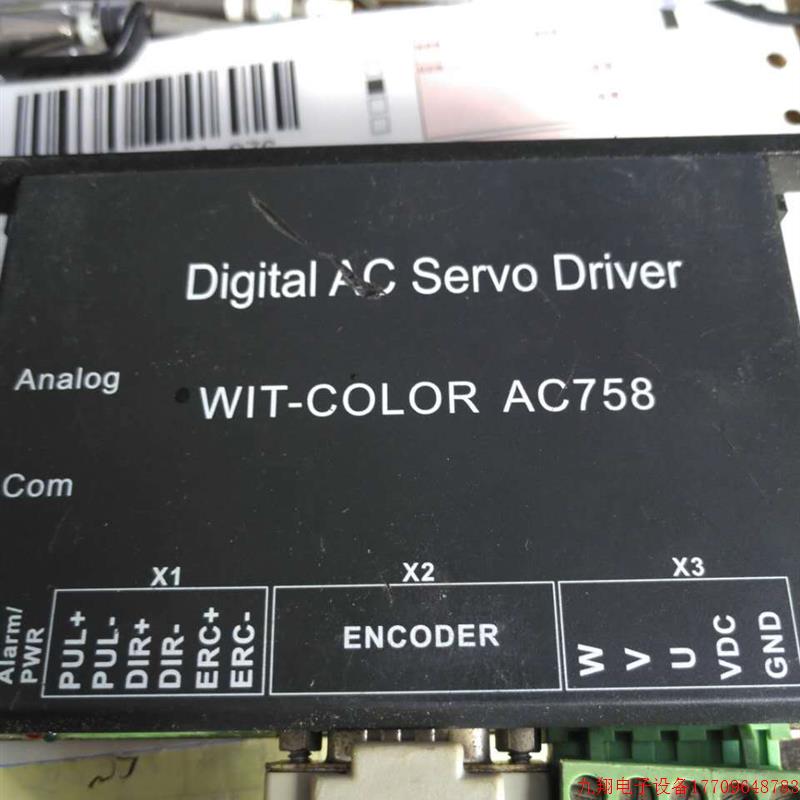 Digital AC Servo Driver
Analog
WIT-COLOR AC758
Com
X1
X2
X3
Alarm/
PWR
PUL+
PUL-
DIR+
DIR-
ERC+
ERC-
ENCODER
W
V
U
VDC
GND
九翔电子设备17709648783